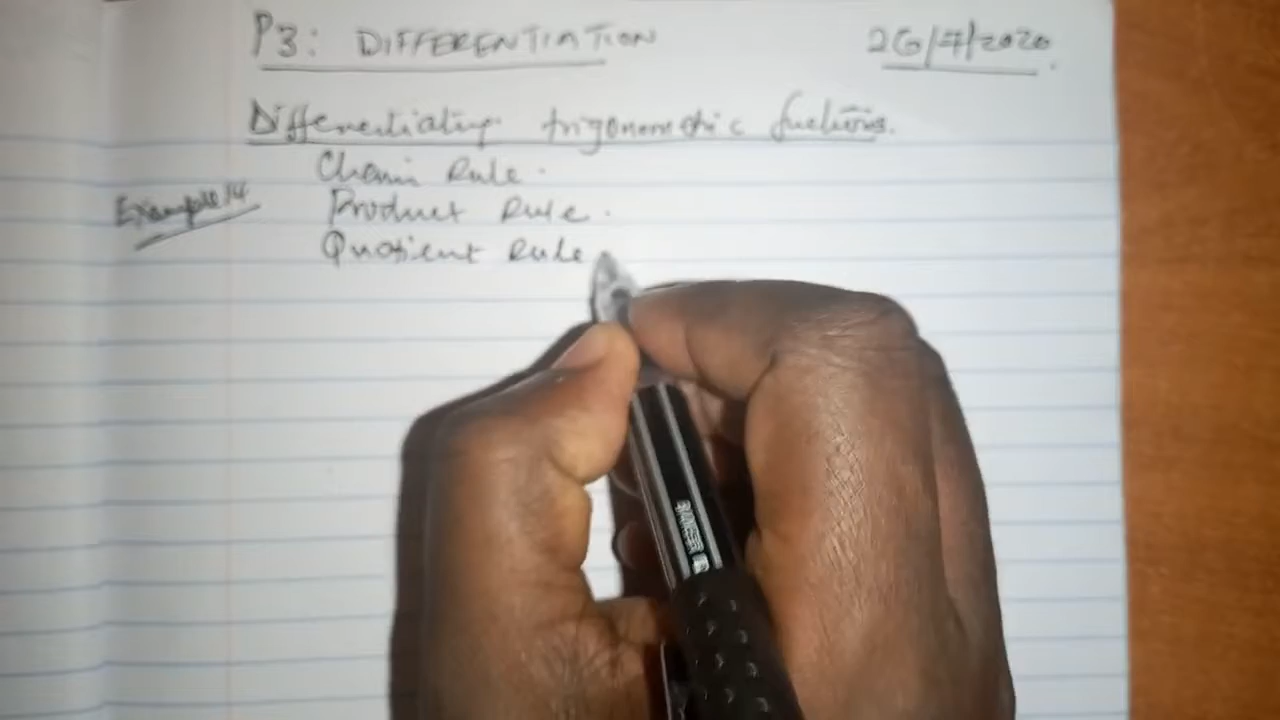 P3: DIFFERENTIATION 26/7/2020.
Differentiating trigonometric functions.
Chain Rule.
Example 14
Product Rule.
Quotient Rule